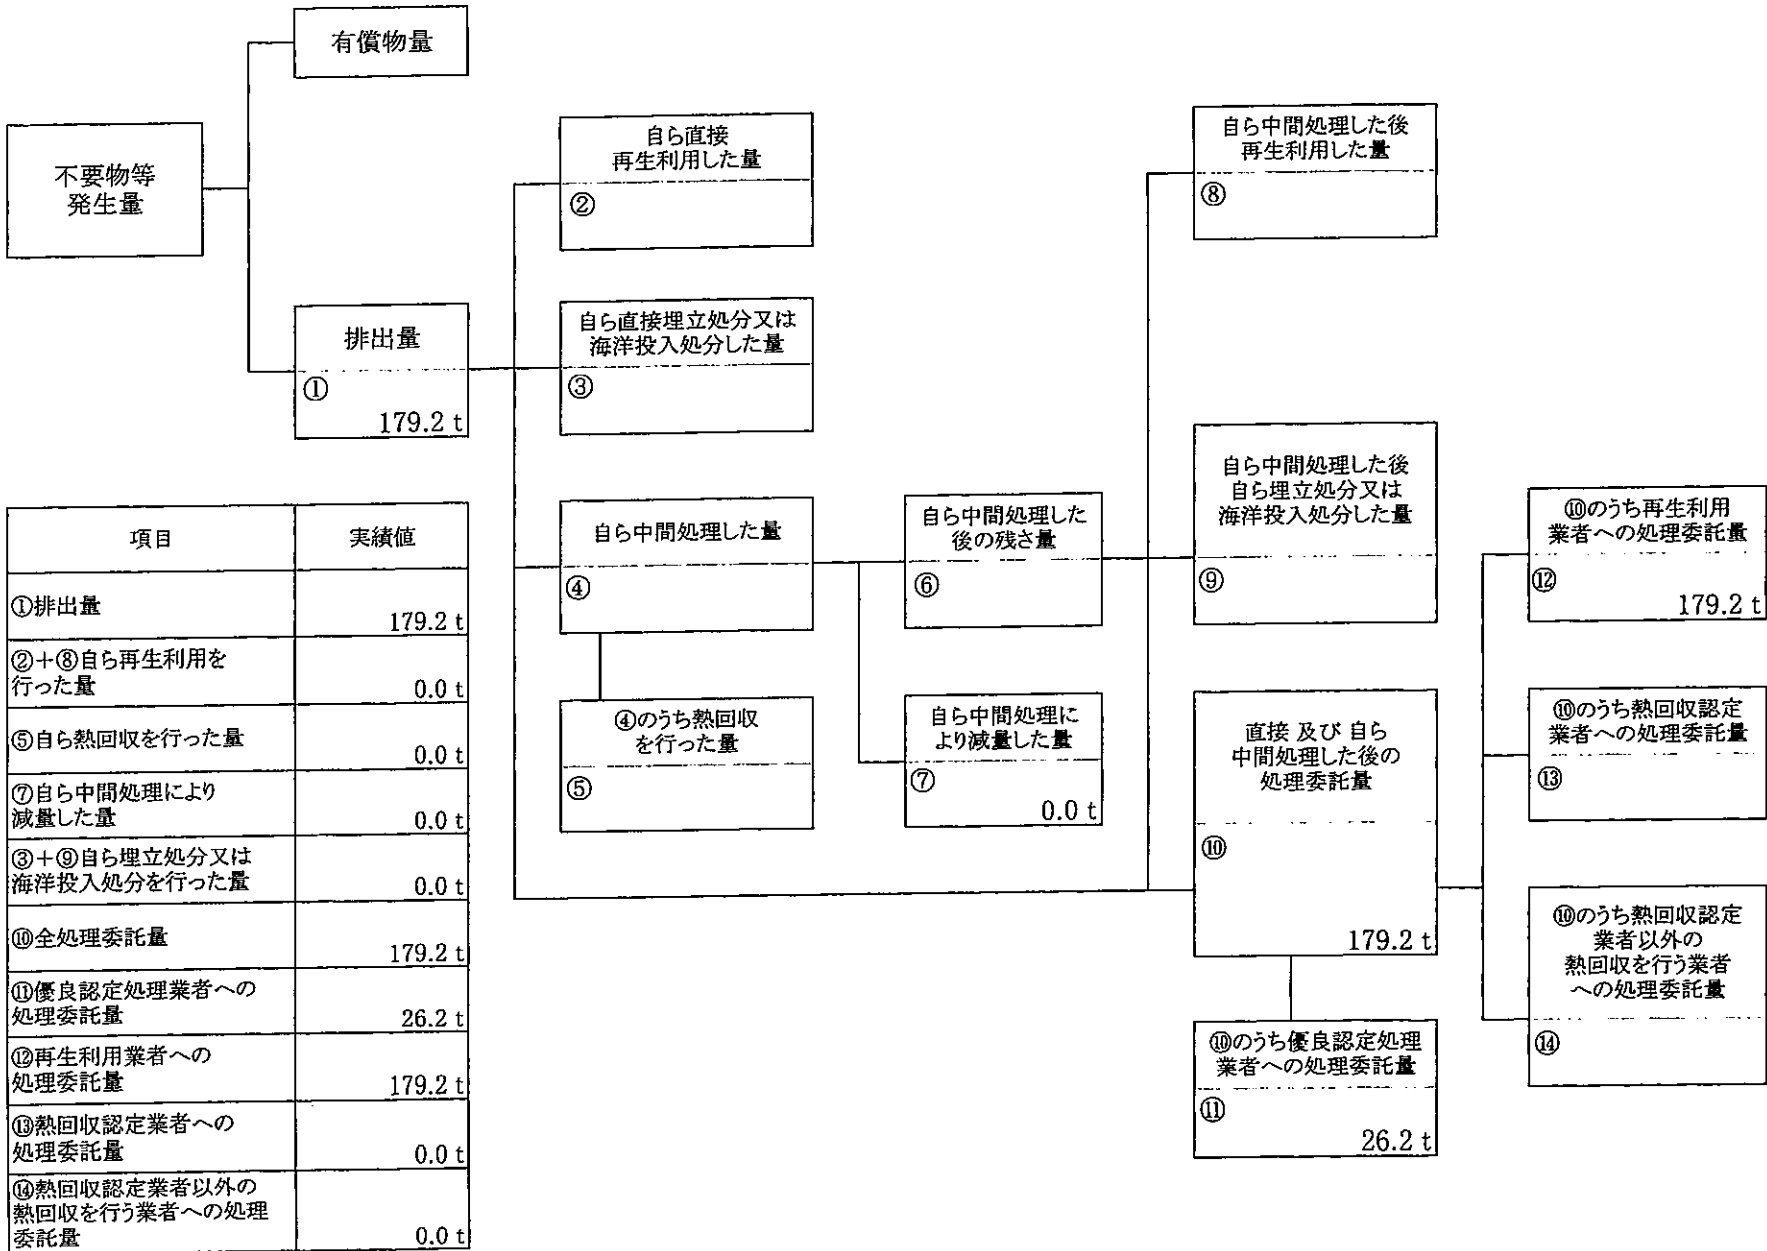 有償物量
不要物等
発生量
排出量
①
179.2 t
自ら直接
再生利用した量
②
自ら直接埋立処分又は
海洋投入処分した量
③
自ら中間処理した量
④
④のうち熱回収
を行った量
⑤
自ら中間処理した
後の残さ量
⑥
自ら中間処理に
より減量した量
⑦
0.0 t
自ら中間処理した後
再生利用した量
⑧
自ら中間処理した後
自ら埋立処分又は
海洋投入処分した量
⑨
直接 及び 自ら
中間処理した後の
処理委託量
⑩
179.2 t
⑩のうち優良認定処理
業者への処理委託量
⑪
26.2 t
⑩のうち再生利用
業者への処理委託量
⑫
179.2 t
⑩のうち熱回収認定
業者への処理委託量
⑬
⑩のうち熱回収認定
業者以外の
熱回収を行う業者
への処理委託量
⑭
項目 実績値
①排出量
179.2 t
②+⑧自ら再生利用を
行った量 0.0 t
⑤自ら熱回収を行った量
0.0 t
⑦自ら中間処理により
減量した量 0.0 t
③+⑨自ら埋立処分又は
海洋投入処分を行った量 0.0 t
⑩全処理委託量
179.2 t
⑪優良認定処理業者への
処理委託量 26.2 t
⑫再生利用業者への
処理委託量 179.2 t
⑬熱回収認定業者への
処理委託量 0.0 t
⑭熱回収認定業者以外の
熱回収を行う業者への処理
委託量 0.0 t